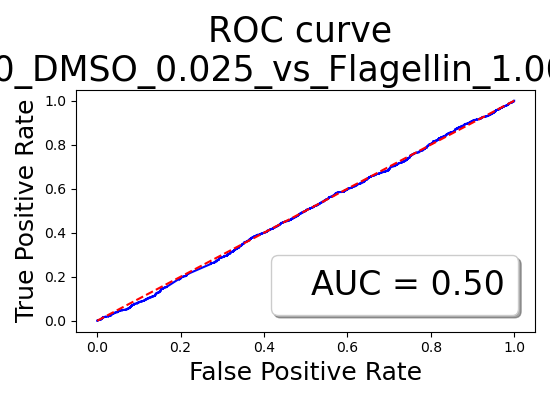 ROC curve
0_DMSO_0.025_vs_Flagellin_1.00
True Positive Rate
1.0
0.8
0.6
0.4
0.2
0.0
AUC = 0.50
0.0 0.2 0.4 0.6 0.8 1.0
False Positive Rate